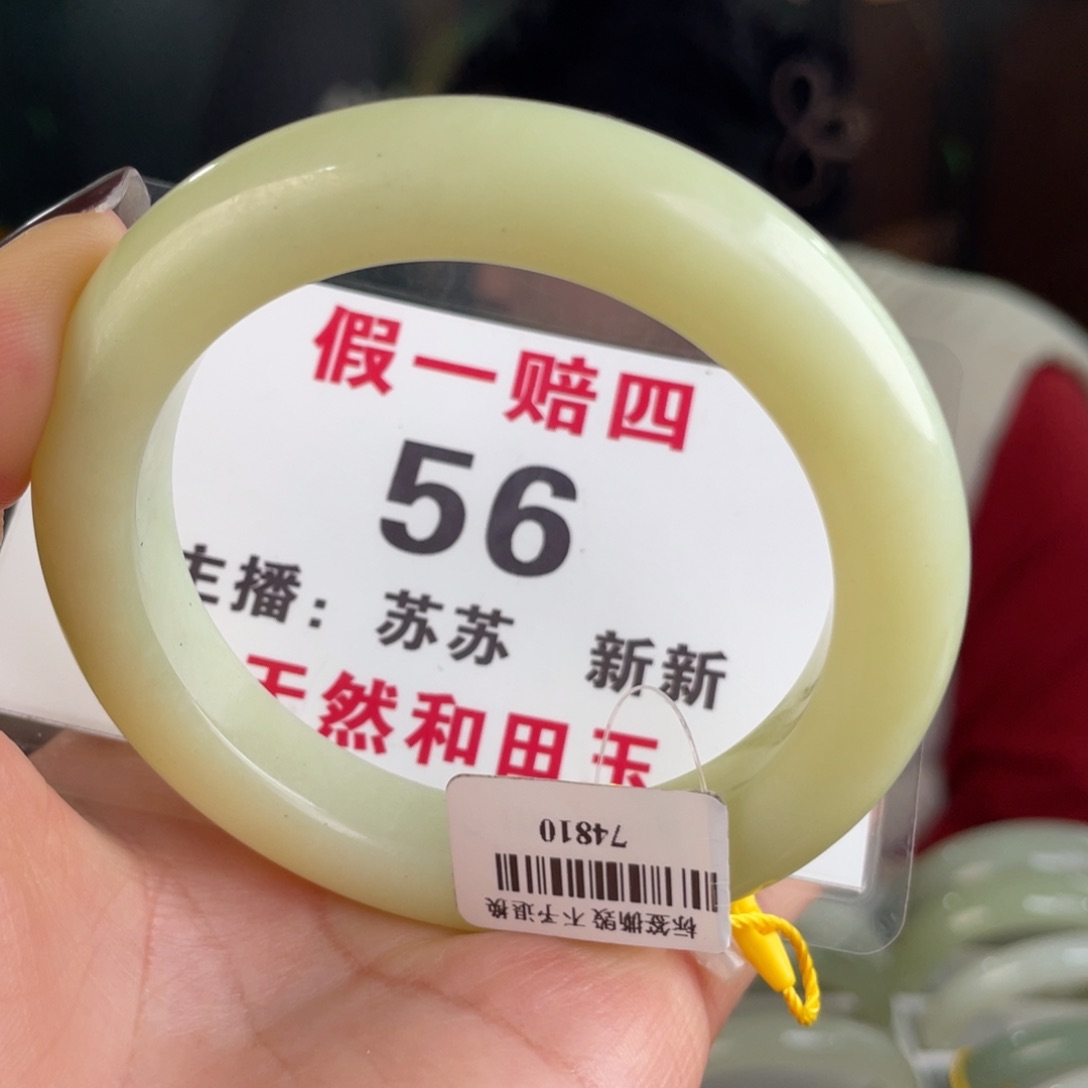 假一赔四
56
主播：苏苏 新新
天然和田玉
74810
标签撕毁 不予退换